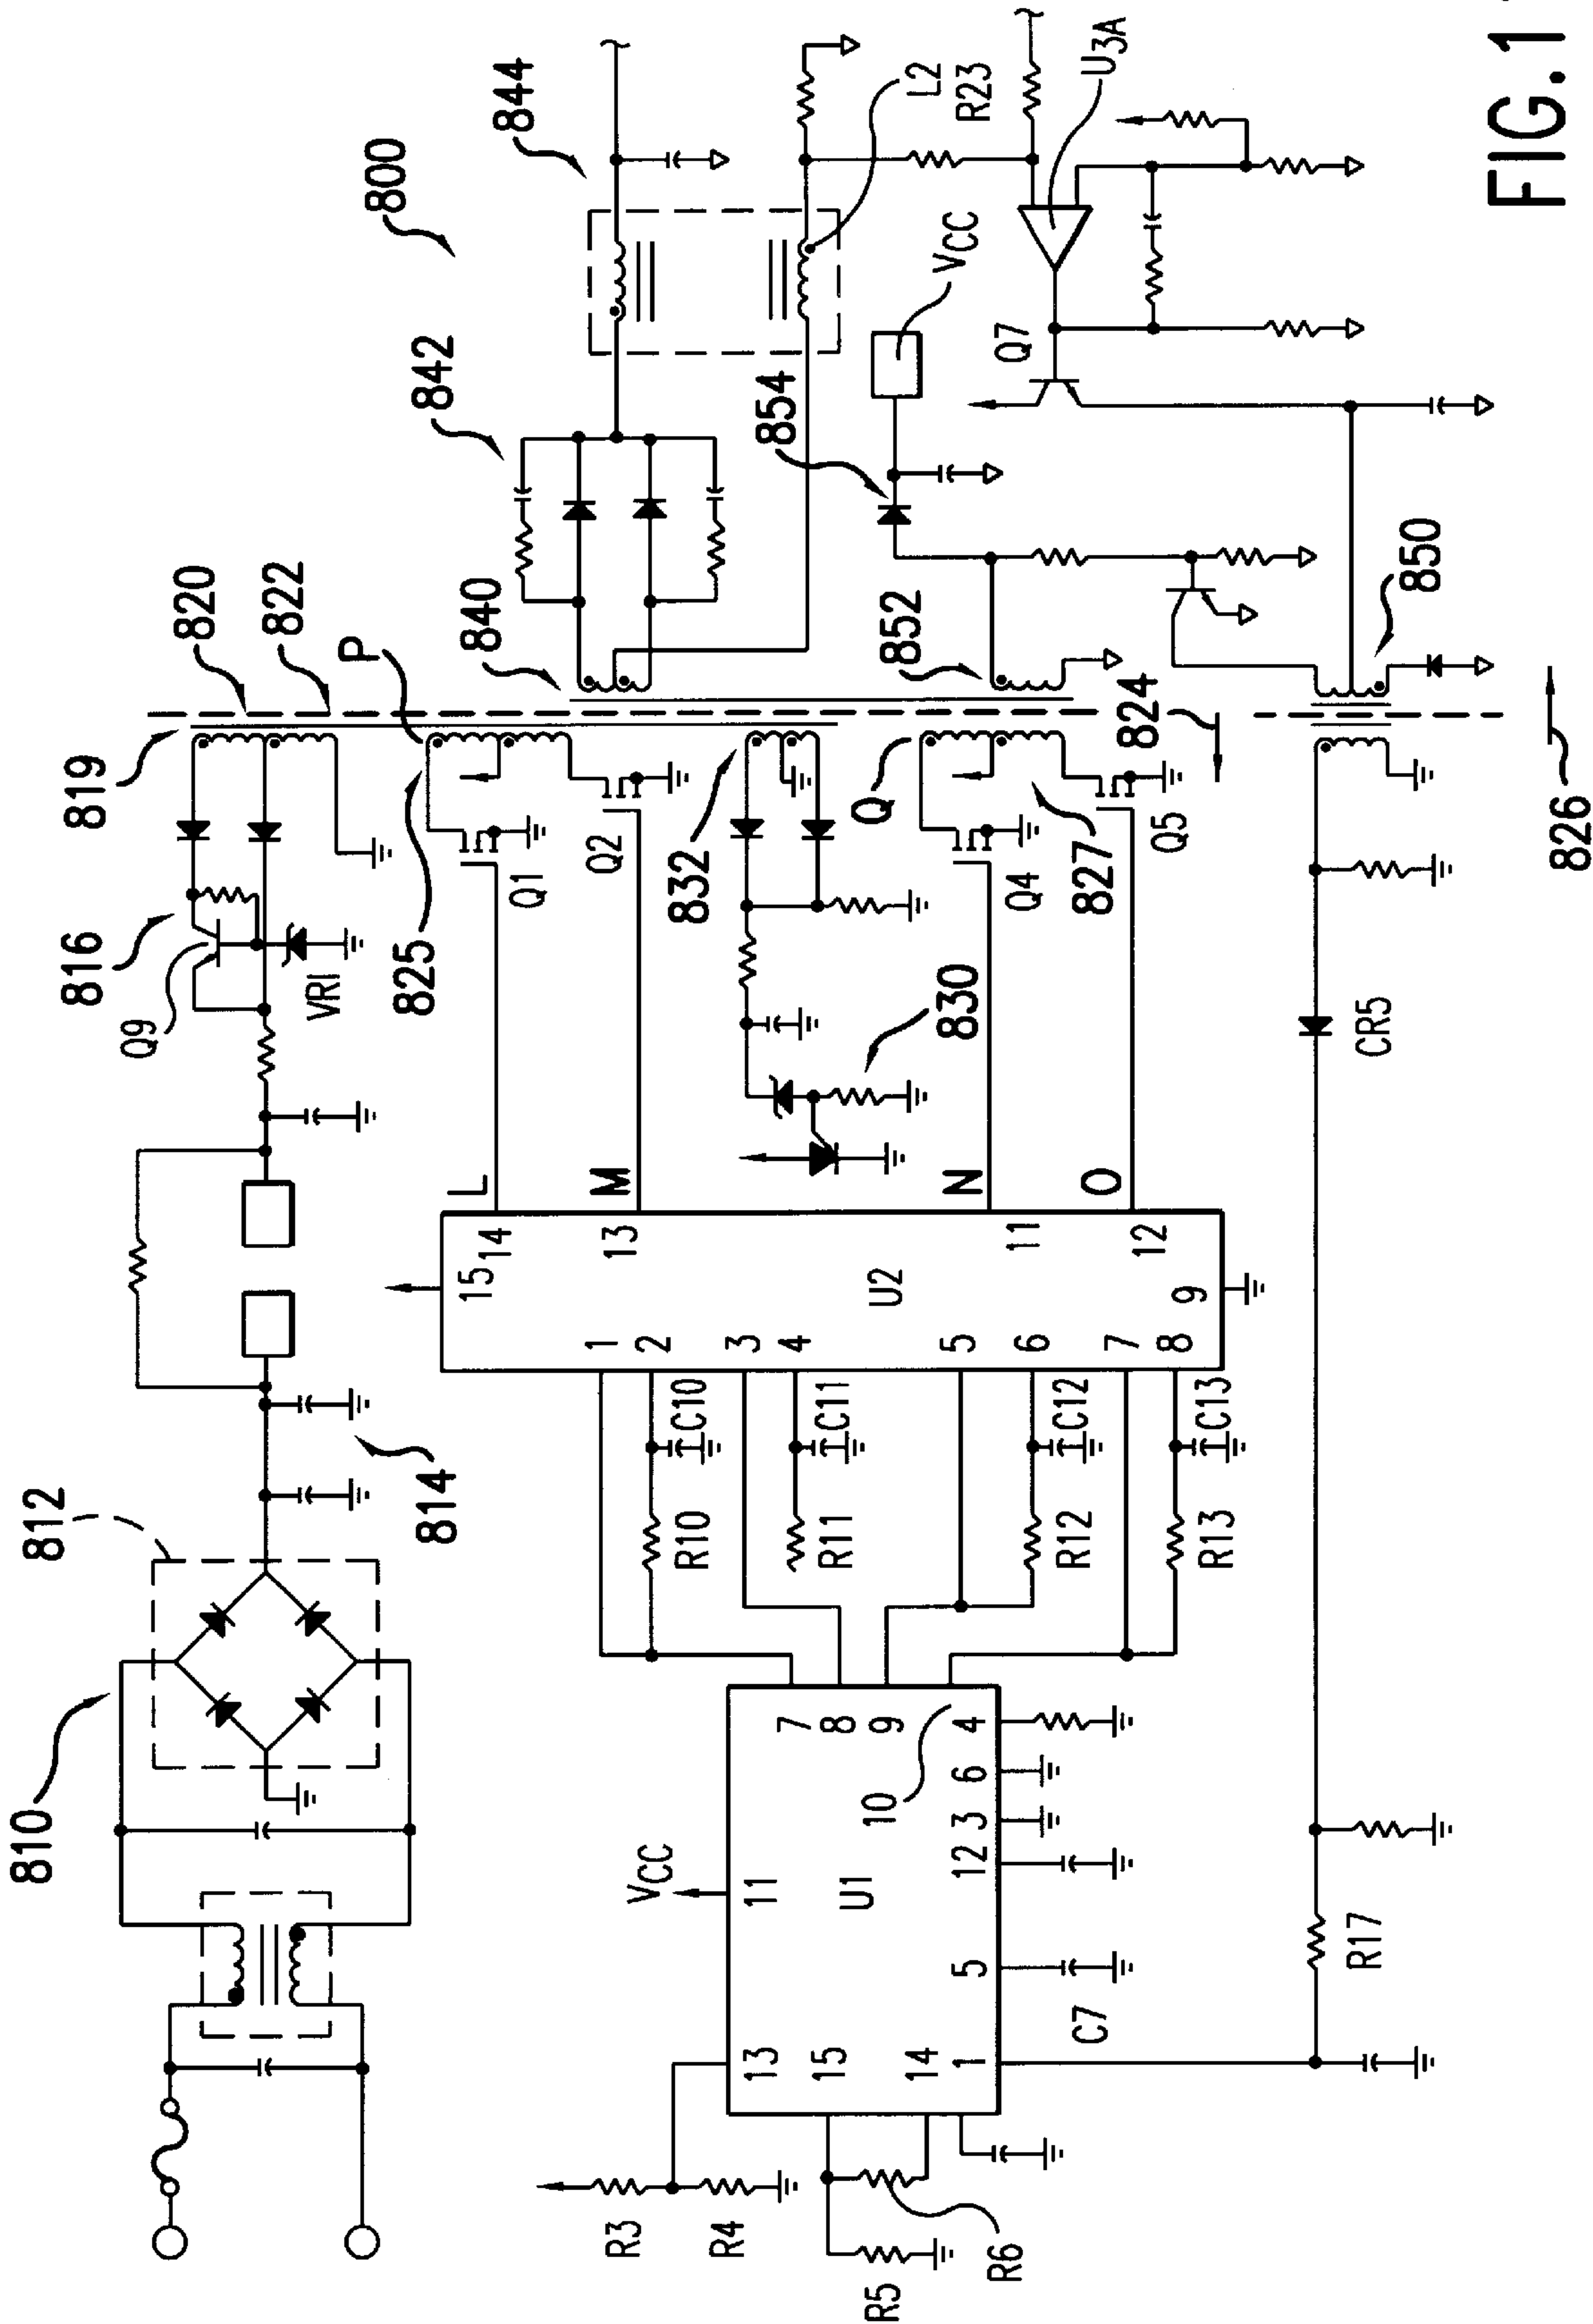 FIG. 1
800
810
812
814
816
819
820
822
825
P
840
842
844
L2
R23
U3A
VCC
854
Q7
852
850
824
826
827
Q
832
830
Q9
VR1
Q1
Q2
Q4
Q5
L
M
N
O
15
14
13
11
12
9
U2
1
2
3
4
5
6
7
8
C10
C11
C12
C13
R10
R11
R12
R13
CR5
VCC
11
U1
7
8
9
10
4
6
3
12
5
1
13
15
14
C7
R17
R3
R4
R5
R6